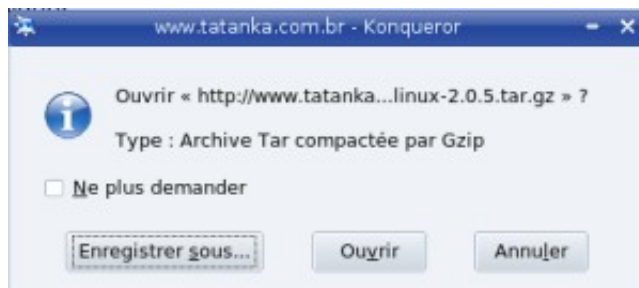 www.tatanka.com.br - Konqueror
Ouvrir « http://www.tatanka...linux-2.0.5.tar.gz » ?
Type : Archive Tar compactée par Gzip
Ne plus demander
Enregistrer sous... Ouvrir Annuler